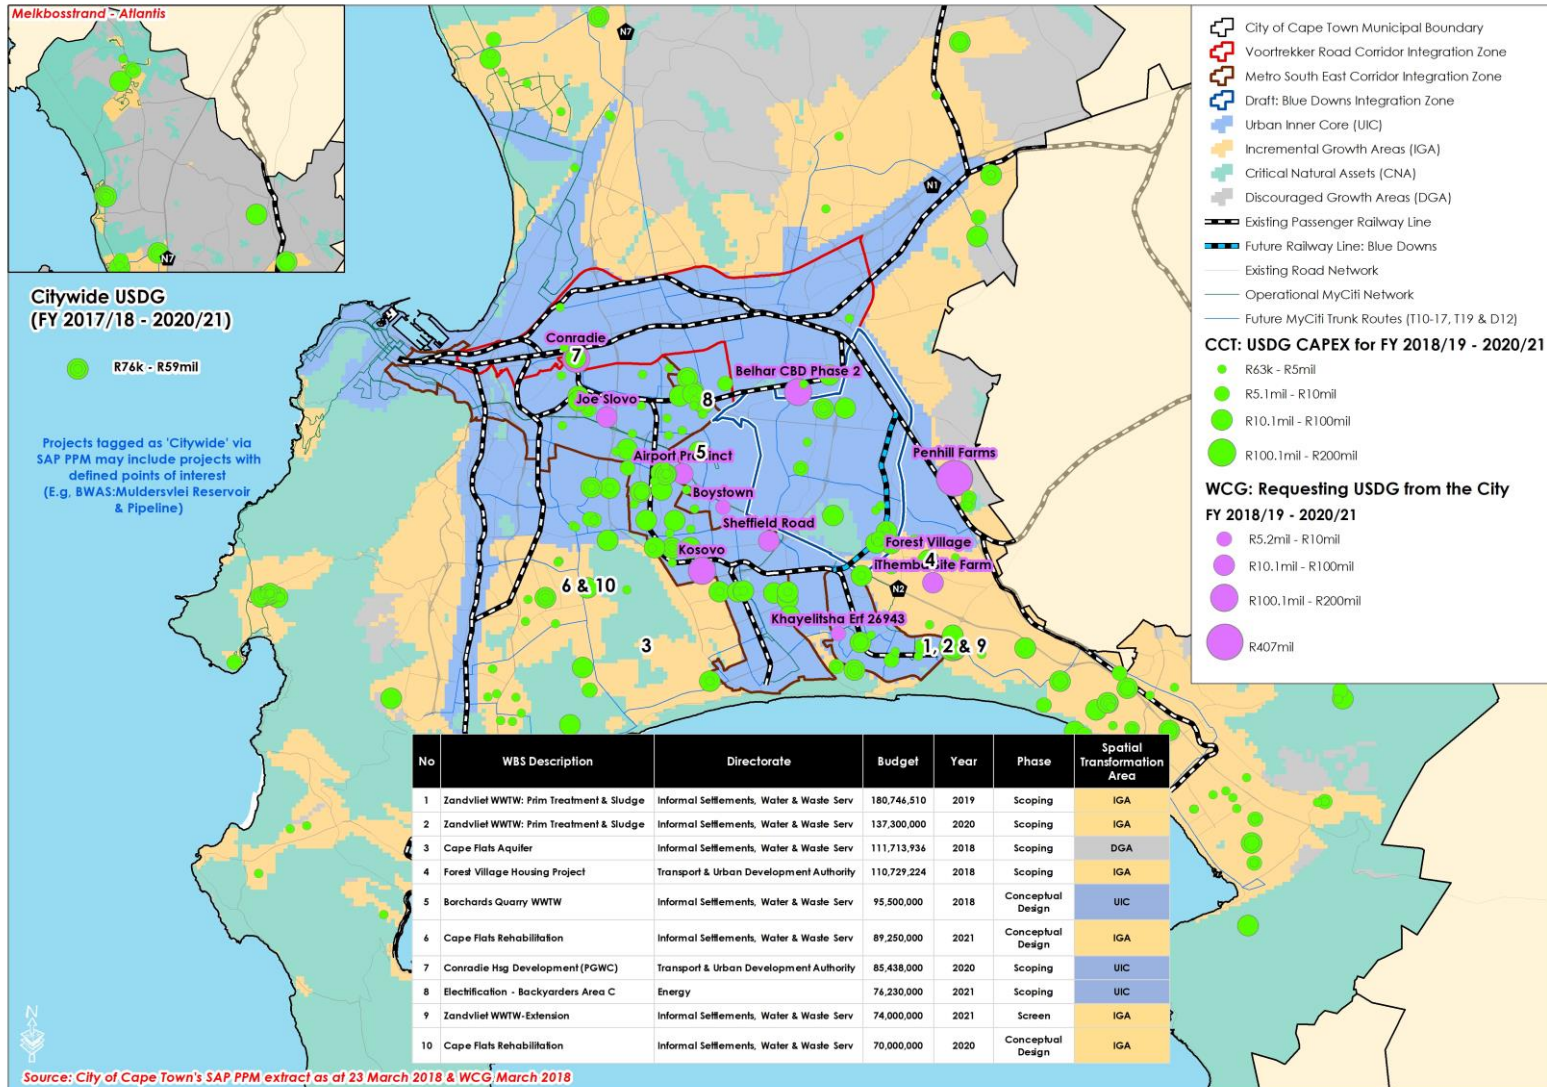 Melkbosstrand - Atlantis
N7
N7
N1
N2
Citywide USDG
(FY 2017/18 - 2020/21)
R76k - R59mil
Projects tagged as 'Citywide' via
SAP PPM may include projects with
defined points of interest
(E.g, BWAS:Muldersvlei Reservoir
& Pipeline)
City of Cape Town Municipal Boundary
Voortrekker Road Corridor Integration Zone
Metro South East Corridor Integration Zone
Draft: Blue Downs Integration Zone
Urban Inner Core (UIC)
Incremental Growth Areas (IGA)
Critical Natural Assets (CNA)
Discouraged Growth Areas (DGA)
Existing Passenger Railway Line
Future Railway Line: Blue Downs
Existing Road Network
Operational MyCiti Network
Future MyCiti Trunk Routes (T10-17, T19 & D12)
CCT: USDG CAPEX for FY 2018/19 - 2020/21
R63k - R5mil
R5.1mil - R10mil
R10.1mil - R100mil
R100.1mil - R200mil
WCG: Requesting USDG from the City
FY 2018/19 - 2020/21
R5.2mil - R10mil
R10.1mil - R100mil
R100.1mil - R200mil
R407mil
Conradie
7
Belhar CBD Phase 2
Joe Slovo
8
5
Airport Precinct
Penhill Farms
Boystown
Sheffield Road
Kosovo
Forest Village
4
iThemba Site Farm
6 & 10
Khayelitsha Erf 26943
3
1, 2 & 9
No WBS Description Directorate Budget Year Phase Spatial Transformation Area
1 Zandvliet WWTW: Prim Treatment & Sludge Informal Settlements, Water & Waste Serv 180,746,510 2019 Scoping IGA
2 Zandvliet WWTW: Prim Treatment & Sludge Informal Settlements, Water & Waste Serv 137,300,000 2020 Scoping IGA
3 Cape Flats Aquifer Informal Settlements, Water & Waste Serv 111,713,936 2018 Scoping DGA
4 Forest Village Housing Project Transport & Urban Development Authority 110,729,224 2018 Scoping IGA
5 Borchards Quarry WWTW Informal Settlements, Water & Waste Serv 95,500,000 2018 Conceptual Design UIC
6 Cape Flats Rehabilitation Informal Settlements, Water & Waste Serv 89,250,000 2021 Conceptual Design IGA
7 Conradie Hsg Development (PGWC) Transport & Urban Development Authority 85,438,000 2020 Scoping UIC
8 Electrification - Backyarders Area C Energy 76,230,000 2021 Scoping UIC
9 Zandvliet WWTW-Extension Informal Settlements, Water & Waste Serv 74,000,000 2021 Screen IGA
10 Cape Flats Rehabilitation Informal Settlements, Water & Waste Serv 70,000,000 2020 Conceptual Design IGA
N
Source: City of Cape Town's SAP PPM extract as at 23 March 2018 & WCG March 2018